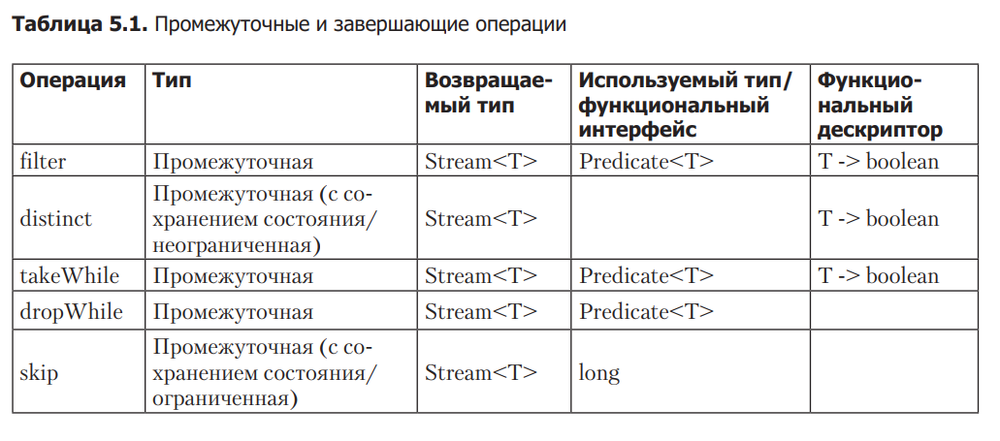 Таблица 5.1. Промежуточные и завершающие операции
Операция Тип Возвращае- Используемый тип/ Функцио-
мый тип функциональный нальный
интерфейс дескриптор
filter Промежуточная Stream<T> Predicate<T> T -> boolean
Промежуточная (с со-
distinct хранением состояния/ Stream<T> T -> boolean
неограниченная)
takeWhile Промежуточная Stream<T> Predicate<T> T -> boolean
dropWhile Промежуточная Stream<T> Predicate<T>
Промежуточная (с со-
skip хранением состояния/ Stream<T> long
ограниченная)